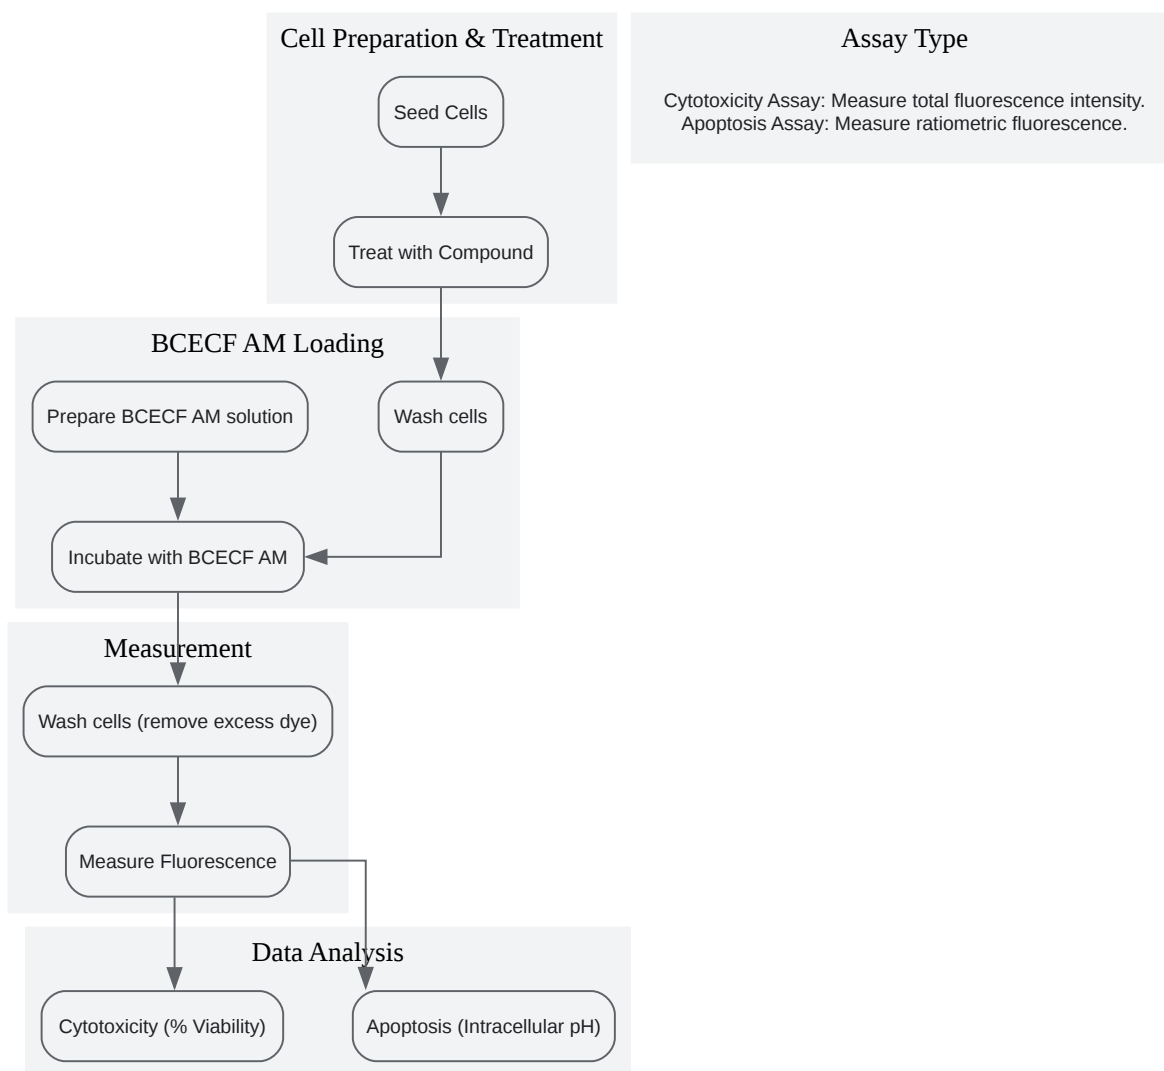 Cell Preparation & Treatment
Seed Cells
Treat with Compound
Assay Type
Cytotoxicity Assay: Measure total fluorescence intensity.
Apoptosis Assay: Measure ratiometric fluorescence.
BCECF AM Loading
Prepare BCECF AM solution
Wash cells
Incubate with BCECF AM
Measurement
Wash cells (remove excess dye)
Measure Fluorescence
Data Analysis
Cytotoxicity (% Viability)
Apoptosis (Intracellular pH)